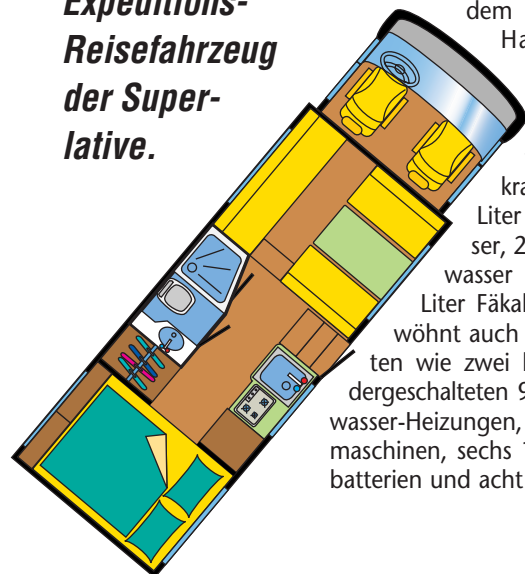 Expeditions-
Reisefahrzeug
der Super-
lative.
dem
Ha
kra
Liter
ser, 2
wasser
Liter Fäkal
wöhnt auch
ten wie zwei
dergeschalteten 9
wasser-Heizungen,
maschinen, sechs
batterien und acht